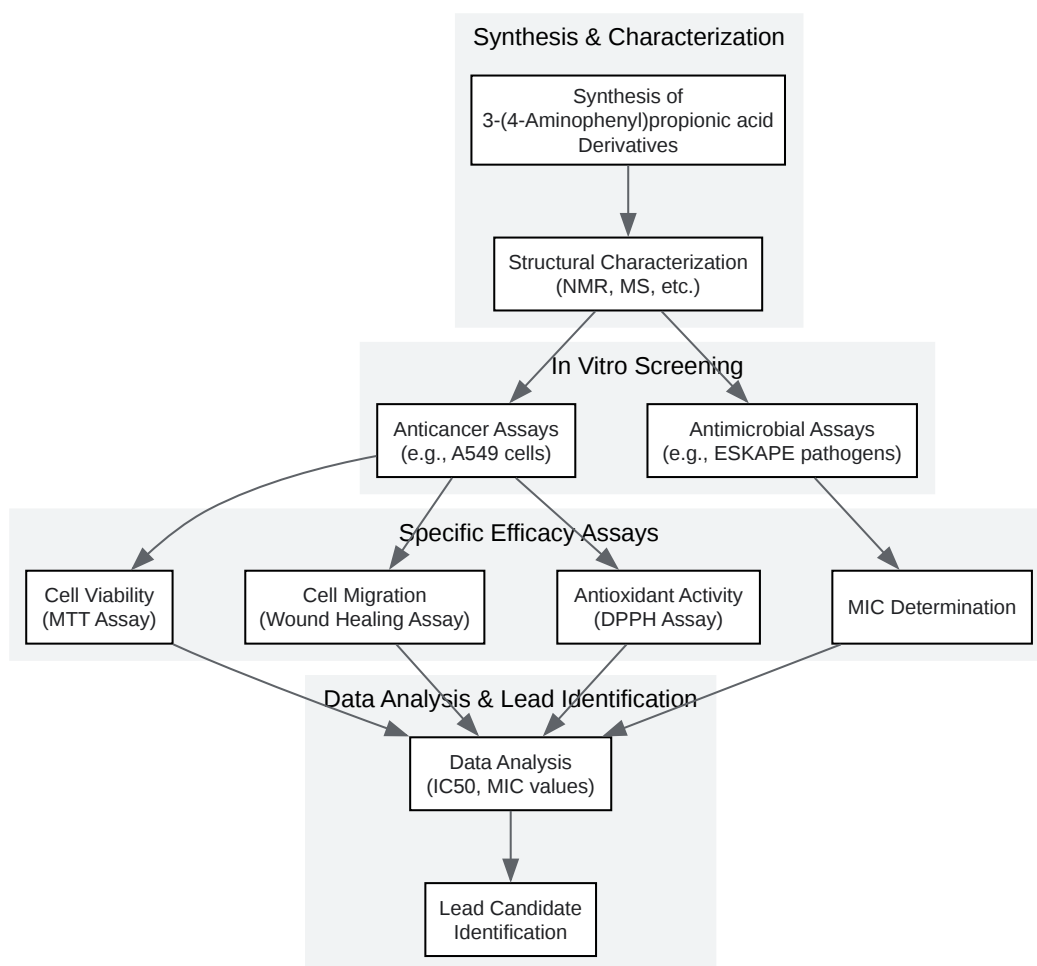 Synthesis & Characterization
Synthesis of
3-(4-Aminophenyl)propionic acid
Derivatives
Structural Characterization
(NMR, MS, etc.)
In Vitro Screening
Anticancer Assays
(e.g., A549 cells)
Antimicrobial Assays
(e.g., ESKAPE pathogens)
Specific Efficacy Assays
Cell Viability
(MTT Assay)
Cell Migration
(Wound Healing Assay)
Antioxidant Activity
(DPPH Assay)
MIC Determination
Data Analysis & Lead Identification
Data Analysis
(IC50, MIC values)
Lead Candidate
Identification